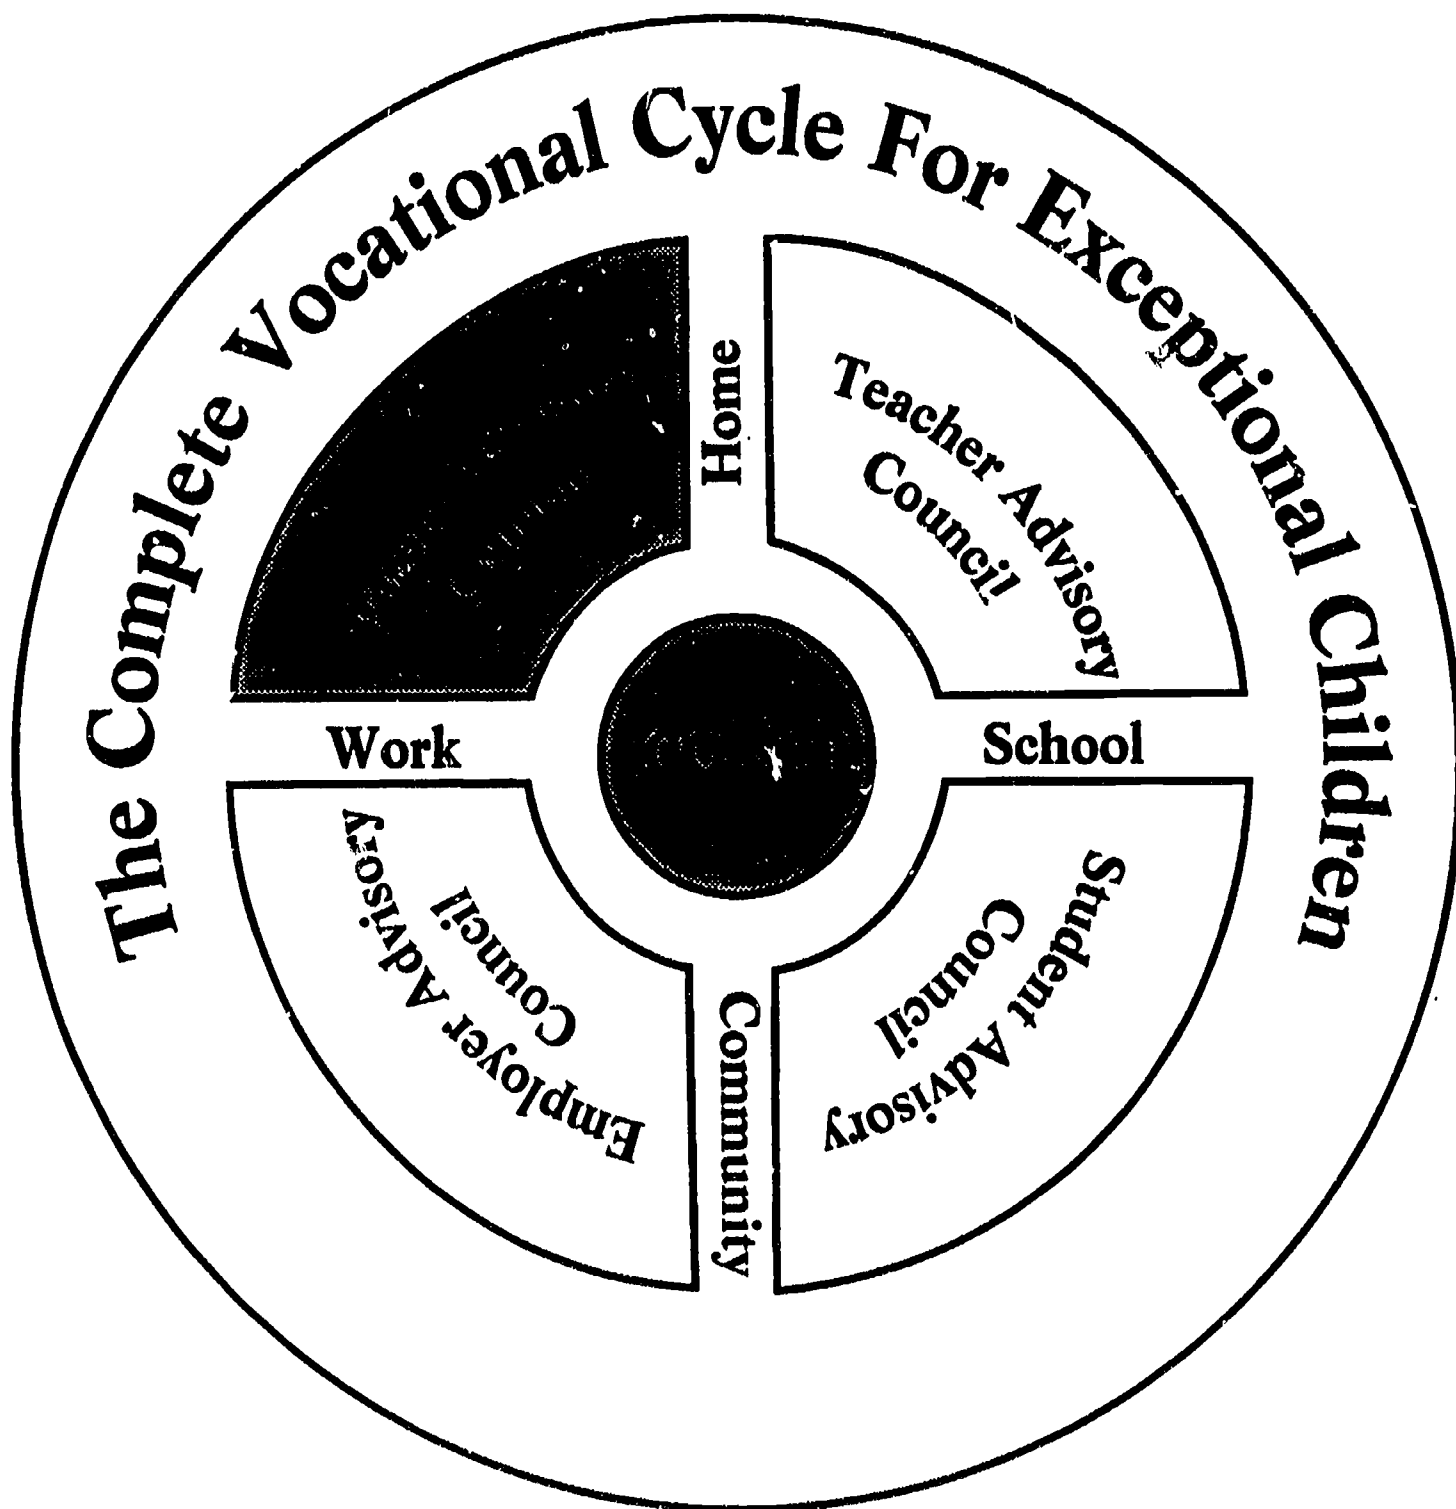 The Complete Vocational Cycle For Exceptional Children
Home
Teacher Advisory
Council
Work
School
Employer Advisory
Council
Student Advisory
Council
Community